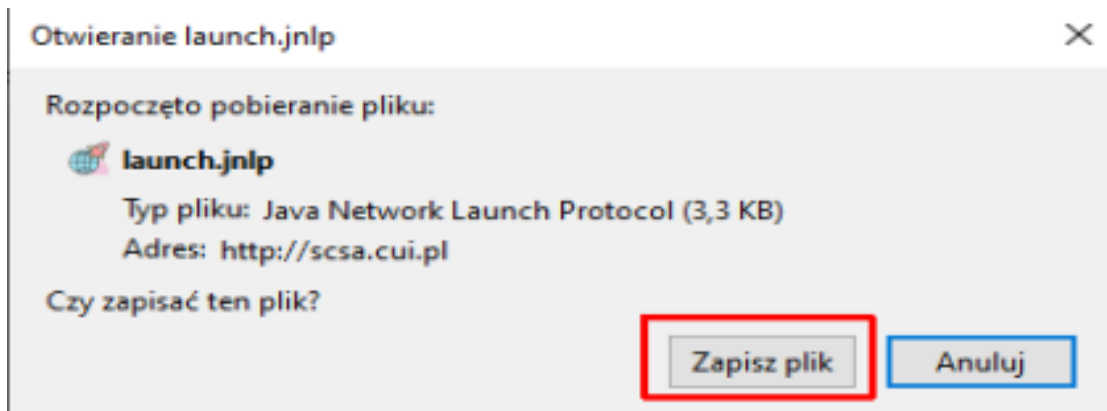 Otwieranie launch.jnlp
Rozpoczęto pobieranie pliku:
launch.jnlp
Typ pliku: Java Network Launch Protocol (3,3 KB)
Adres: http://scsa.cui.pl
Czy zapisać ten plik?
Zapisz plik Anuluj